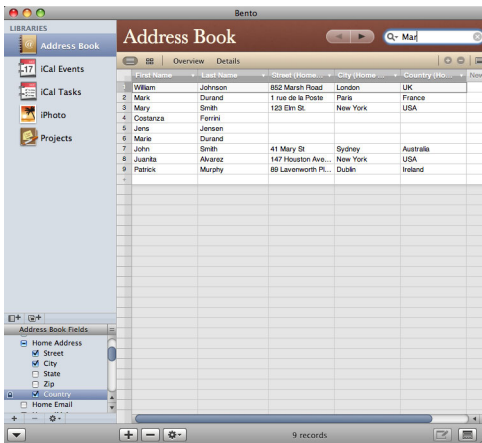 Bento
LIBRARIES
Address Book
iCal Events
iCal Tasks
iPhoto
Projects
Address Book
Mar
Overview Details
First Name Last Name Street (Home... City (Home ... Country (Ho... New
1 William Johnson 852 Marsh Road London UK
2 Mark Durand 1 rue de la Poste Paris France
3 Mary Smith 123 Elm St. New York USA
4 Costanza Ferrini
5 Jens Jensen
6 Marie Durand
7 John Smith 41 Mary St Sydney Australia
8 Juanita Alvarez 147 Houston Ave... New York USA
9 Patrick Murphy 89 Lavenworth Pl... Dublin Ireland
Address Book Fields
Home Address
Street
City
State
Zip
Country
Home Email
9 records